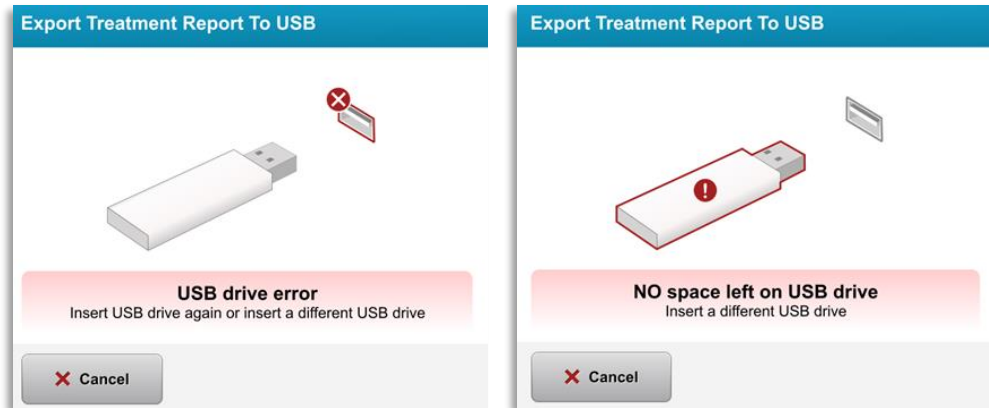 Export Treatment Report To USB
USB drive error
Insert USB drive again or insert a different USB drive
Cancel
Export Treatment Report To USB
NO space left on USB drive
Insert a different USB drive
Cancel